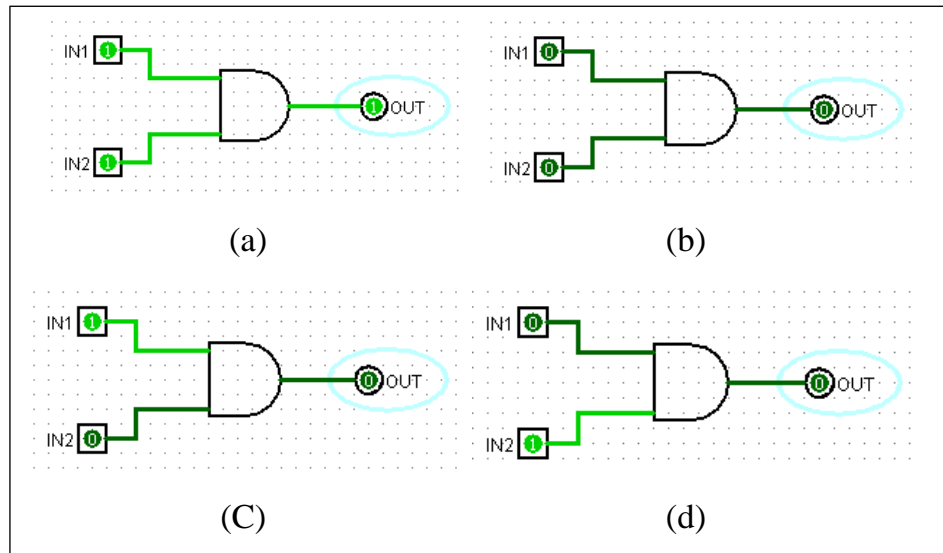 IN1 1
1 OUT
IN2 1
(a)
IN1 0
0 OUT
IN2 0
(b)
IN1 1
0 OUT
IN2 0
(C)
IN1 0
0 OUT
IN2 1
(d)